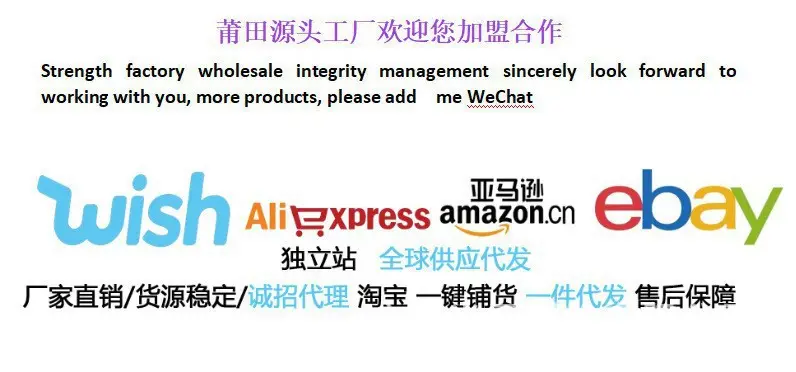 莆田源头工厂欢迎您加盟合作
Strength factory wholesale integrity management sincerely look forward to
working with you, more products, please add me WeChat
wish AliExpress 亚马逊 amazon.cn ebay
独立站 全球供应代发
厂家直销/货源稳定/诚招代理 淘宝 一键铺货 一件代发 售后保障